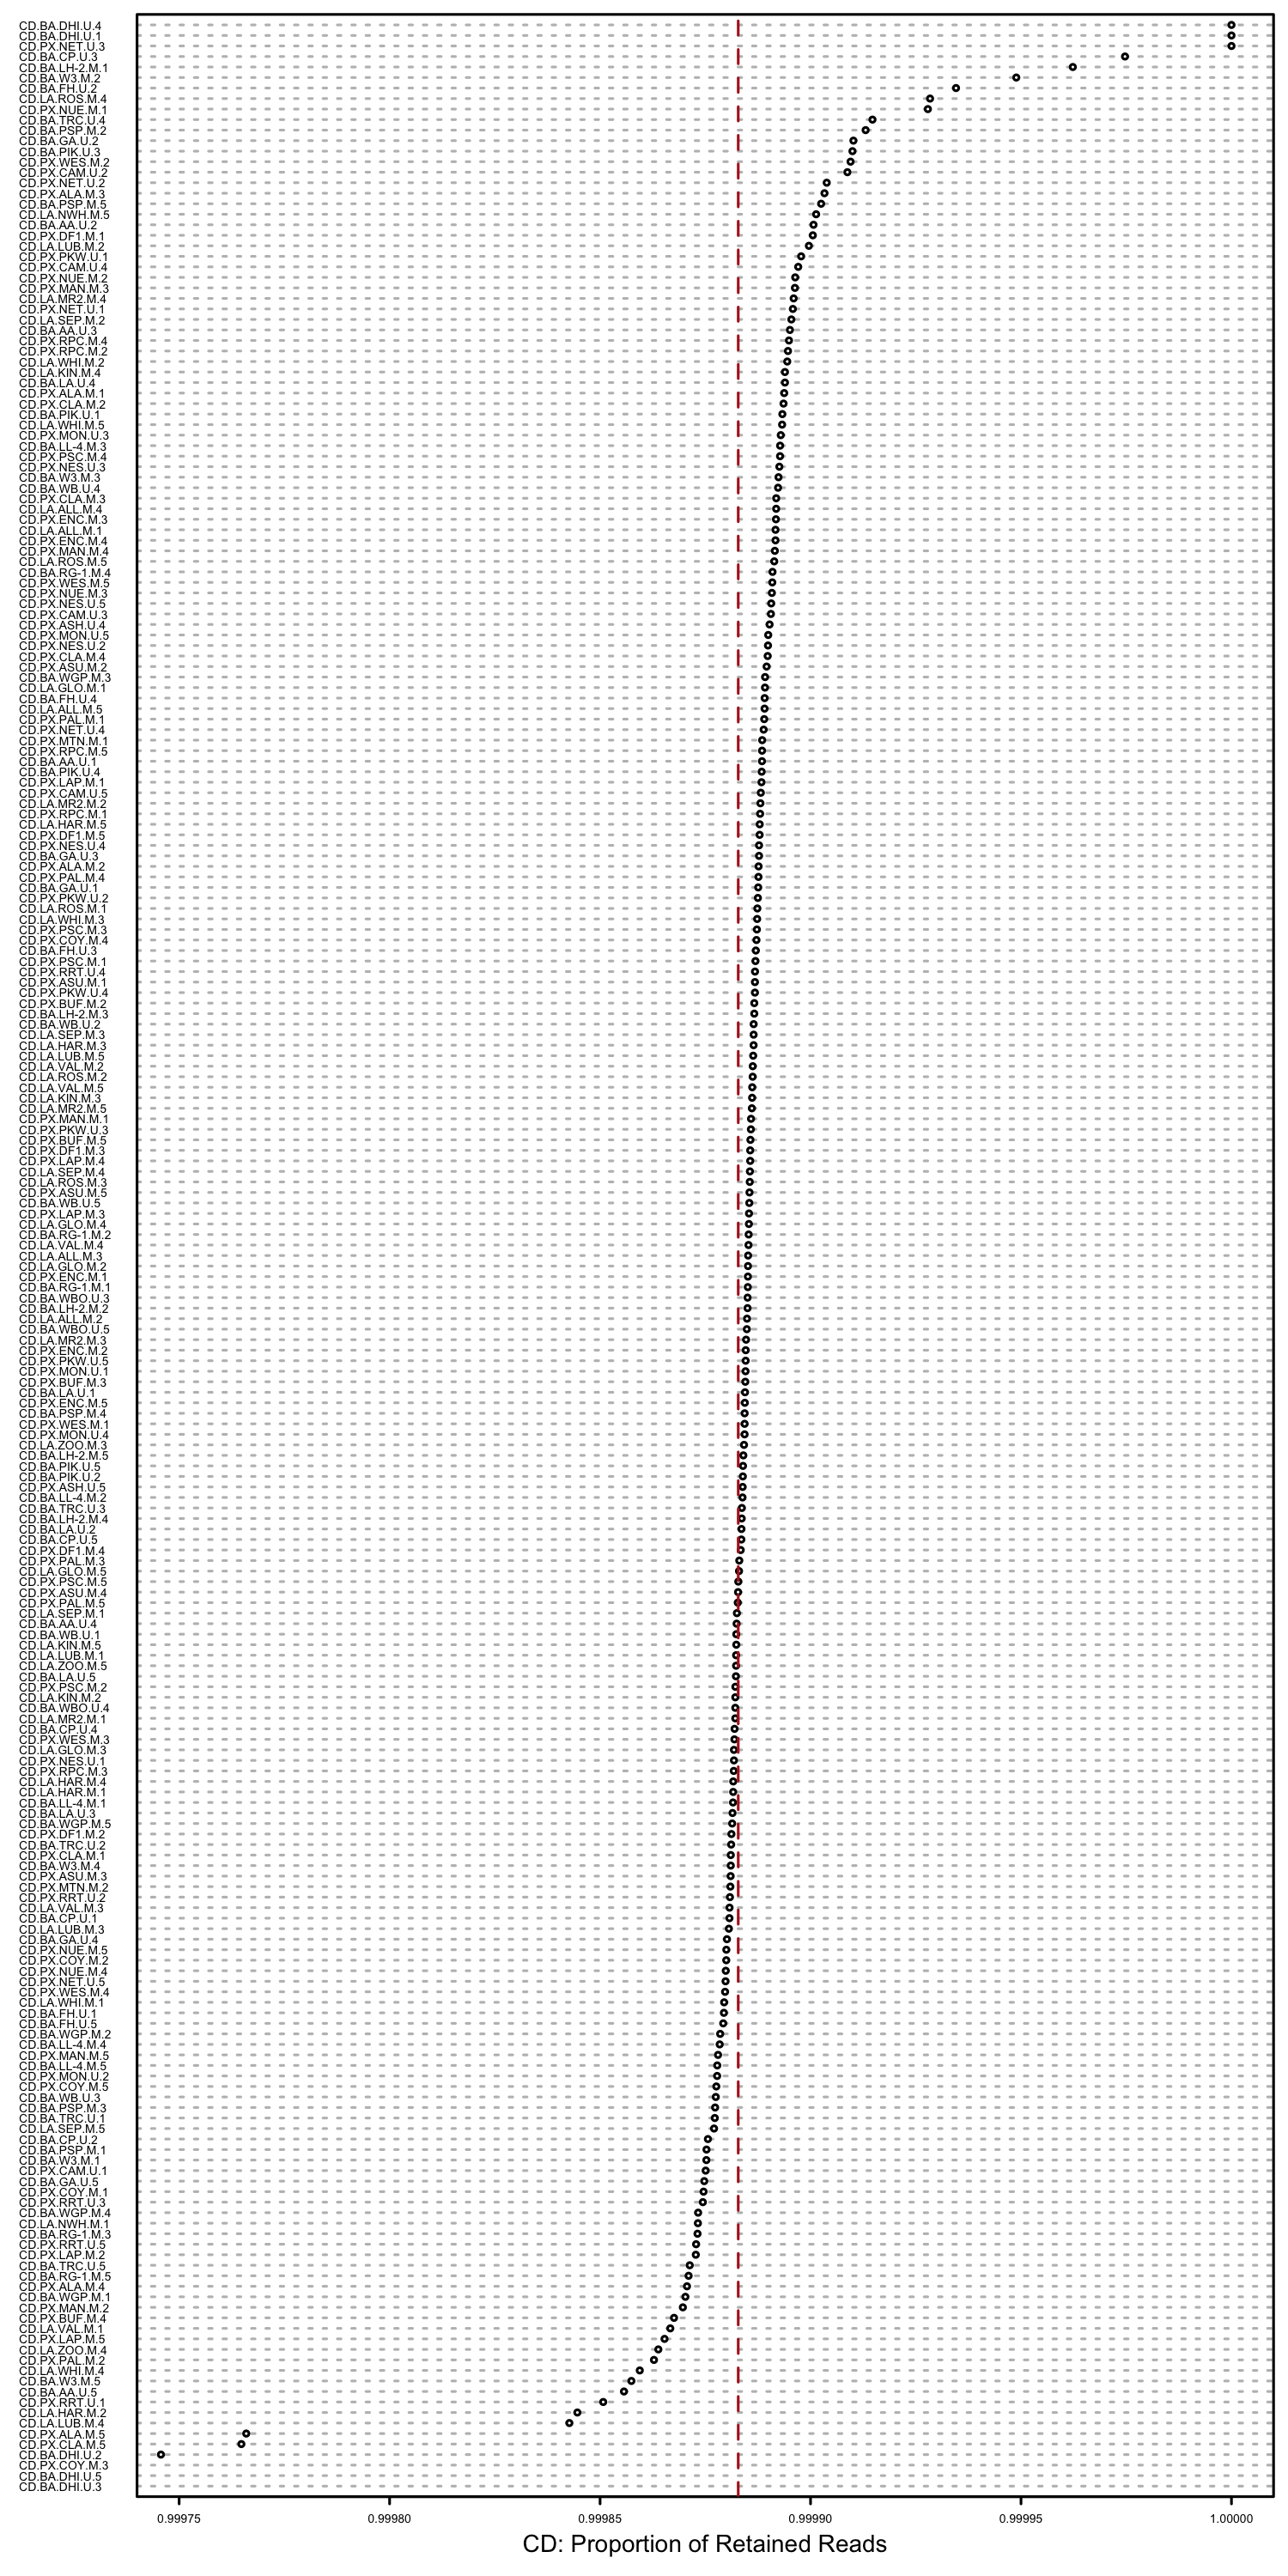 CD.BA.DHI.U.4
CD.BA.DHI.U.1
CD.PX.NET.U.3
CD.BA.CP.U.3
CD.BA.LH-2.M.1
CD.BA.W3.M.2
CD.BA.FH.U.2
CD.LA.ROS.M.4
CD.PX.NUE.M.1
CD.BA.TRC.U.4
CD.BA.PSP.M.2
CD.BA.GA.U.2
CD.BA.PIK.U.3
CD.PX.WES.M.2
CD.PX.CAM.U.2
CD.PX.NET.U.2
CD.PX.ALA.M.3
CD.BA.PSP.M.5
CD.LA.NWH.M.5
CD.BA.AA.U.2
CD.PX.DF1.M.1
CD.LA.LUB.M.2
CD.PX.PKW.U.1
CD.PX.CAM.U.4
CD.PX.NUE.M.2
CD.PX.MAN.M.3
CD.LA.MR2.M.4
CD.PX.NET.U.1
CD.LA.SEP.M.2
CD.BA.AA.U.3
CD.PX.RPC.M.4
CD.PX.RPC.M.2
CD.LA.WHI.M.2
CD.LA.KIN.M.4
CD.BA.LA.U.4
CD.PX.ALA.M.1
CD.PX.CLA.M.2
CD.BA.PIK.U.1
CD.LA.WHI.M.5
CD.PX.MON.U.3
CD.BA.LL-4.M.3
CD.PX.PSC.M.4
CD.PX.NES.U.3
CD.BA.W3.M.3
CD.BA.WB.U.4
CD.PX.CLA.M.3
CD.LA.ALL.M.4
CD.PX.ENC.M.3
CD.LA.ALL.M.1
CD.PX.ENC.M.4
CD.PX.MAN.M.4
CD.LA.ROS.M.5
CD.BA.RG-1.M.4
CD.PX.WES.M.5
CD.PX.NUE.M.3
CD.PX.NES.U.5
CD.PX.CAM.U.3
CD.PX.ASH.U.4
CD.PX.MON.U.5
CD.PX.NES.U.2
CD.PX.CLA.M.4
CD.PX.ASU.M.2
CD.BA.WGP.M.3
CD.LA.GLO.M.1
CD.BA.FH.U.4
CD.LA.ALL.M.5
CD.PX.PAL.M.1
CD.PX.NET.U.4
CD.PX.MTN.M.1
CD.PX.RPC.M.5
CD.BA.AA.U.1
CD.BA.PIK.U.4
CD.PX.LAP.M.1
CD.PX.CAM.U.5
CD.LA.MR2.M.2
CD.PX.RPC.M.1
CD.LA.HAR.M.5
CD.PX.DF1.M.5
CD.PX.NES.U.4
CD.BA.GA.U.3
CD.PX.ALA.M.2
CD.PX.PAL.M.4
CD.BA.GA.U.1
CD.PX.PKW.U.2
CD.LA.ROS.M.1
CD.LA.WHI.M.3
CD.PX.PSC.M.3
CD.PX.COY.M.4
CD.BA.FH.U.3
CD.PX.PSC.M.1
CD.PX.RRT.U.4
CD.PX.ASU.M.1
CD.PX.PKW.U.4
CD.PX.BUF.M.2
CD.BA.LH-2.M.3
CD.BA.WB.U.2
CD.LA.SEP.M.3
CD.LA.HAR.M.3
CD.LA.LUB.M.5
CD.LA.VAL.M.2
CD.LA.ROS.M.2
CD.LA.VAL.M.5
CD.LA.KIN.M.3
CD.LA.MR2.M.5
CD.PX.MAN.M.1
CD.PX.PKW.U.3
CD.PX.BUF.M.5
CD.PX.DF1.M.3
CD.PX.LAP.M.4
CD.LA.SEP.M.4
CD.LA.ROS.M.3
CD.PX.ASU.M.5
CD.BA.WB.U.5
CD.PX.LAP.M.3
CD.LA.GLO.M.4
CD.BA.RG-1.M.2
CD.LA.VAL.M.4
CD.LA.ALL.M.3
CD.LA.GLO.M.2
CD.PX.ENC.M.1
CD.BA.RG-1.M.1
CD.BA.WBO.U.3
CD.BA.LH-2.M.2
CD.LA.ALL.M.2
CD.BA.WBO.U.5
CD.LA.MR2.M.3
CD.PX.ENC.M.2
CD.PX.PKW.U.5
CD.PX.MON.U.1
CD.PX.BUF.M.3
CD.BA.LA.U.1
CD.PX.ENC.M.5
CD.BA.PSP.M.4
CD.PX.WES.M.1
CD.PX.MON.U.4
CD.LA.ZOO.M.3
CD.BA.LH-2.M.5
CD.BA.PIK.U.5
CD.BA.PIK.U.2
CD.PX.ASH.U.5
CD.BA.LL-4.M.2
CD.BA.TRC.U.3
CD.BA.LH-2.M.4
CD.BA.LA.U.2
CD.BA.CP.U.5
CD.PX.DF1.M.4
CD.PX.PAL.M.3
CD.LA.GLO.M.5
CD.PX.PSC.M.5
CD.PX.ASU.M.4
CD.PX.PAL.M.5
CD.LA.SEP.M.1
CD.BA.AA.U.4
CD.BA.WB.U.1
CD.LA.KIN.M.5
CD.LA.LUB.M.1
CD.LA.ZOO.M.5
CD.BA.LA.U.5
CD.PX.PSC.M.2
CD.LA.KIN.M.2
CD.BA.WBO.U.4
CD.LA.MR2.M.1
CD.BA.CP.U.4
CD.PX.WES.M.3
CD.LA.GLO.M.3
CD.PX.NES.U.1
CD.PX.RPC.M.3
CD.LA.HAR.M.4
CD.LA.HAR.M.1
CD.BA.LL-4.M.1
CD.BA.LA.U.3
CD.BA.WGP.M.5
CD.PX.DF1.M.2
CD.BA.TRC.U.2
CD.PX.CLA.M.1
CD.BA.W3.M.4
CD.PX.ASU.M.3
CD.PX.MTN.M.2
CD.PX.RRT.U.2
CD.LA.VAL.M.3
CD.BA.CP.U.1
CD.LA.LUB.M.3
CD.BA.GA.U.4
CD.PX.NUE.M.5
CD.PX.COY.M.2
CD.PX.NUE.M.4
CD.PX.NET.U.5
CD.PX.WES.M.4
CD.LA.WHI.M.1
CD.BA.FH.U.1
CD.BA.FH.U.5
CD.BA.WGP.M.2
CD.BA.LL-4.M.4
CD.PX.MAN.M.5
CD.BA.LL-4.M.5
CD.PX.MON.U.2
CD.PX.COY.M.5
CD.BA.WB.U.3
CD.BA.PSP.M.3
CD.BA.TRC.U.1
CD.LA.SEP.M.5
CD.BA.CP.U.2
CD.BA.PSP.M.1
CD.BA.W3.M.1
CD.PX.CAM.U.1
CD.BA.GA.U.5
CD.PX.COY.M.1
CD.PX.RRT.U.3
CD.BA.WGP.M.4
CD.LA.NWH.M.1
CD.BA.RG-1.M.3
CD.PX.RRT.U.5
CD.PX.LAP.M.2
CD.BA.TRC.U.5
CD.BA.RG-1.M.5
CD.PX.ALA.M.4
CD.BA.WGP.M.1
CD.PX.MAN.M.2
CD.PX.BUF.M.4
CD.LA.VAL.M.1
CD.PX.LAP.M.5
CD.LA.ZOO.M.4
CD.PX.PAL.M.2
CD.LA.WHI.M.4
CD.BA.W3.M.5
CD.BA.AA.U.5
CD.PX.RRT.U.1
CD.LA.HAR.M.2
CD.LA.LUB.M.4
CD.PX.ALA.M.5
CD.PX.CLA.M.5
CD.BA.DHI.U.2
CD.PX.COY.M.3
CD.BA.DHI.U.5
CD.BA.DHI.U.3
0.99975 0.99980 0.99985 0.99990 0.99995 1.00000
CD: Proportion of Retained Reads